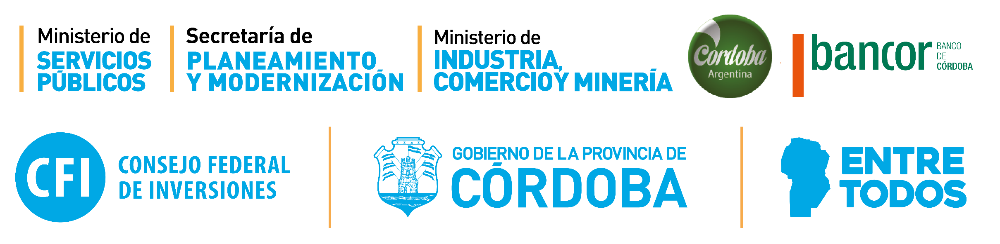 Ministerio de
SERVICIOS
PÚBLICOS
Secretaría de
PLANEAMIENTO
Y MODERNIZACIÓN
Ministerio de
INDUSTRIA,
COMERCIO Y MINERÍA
Cordoba
Argentina
bancor
BANCO
DE
CÓRDOBA
CFI
CONSEJO FEDERAL
DE INVERSIONES
GOBIERNO DE LA PROVINCIA DE
CÓRDOBA
ENTRE
TODOS